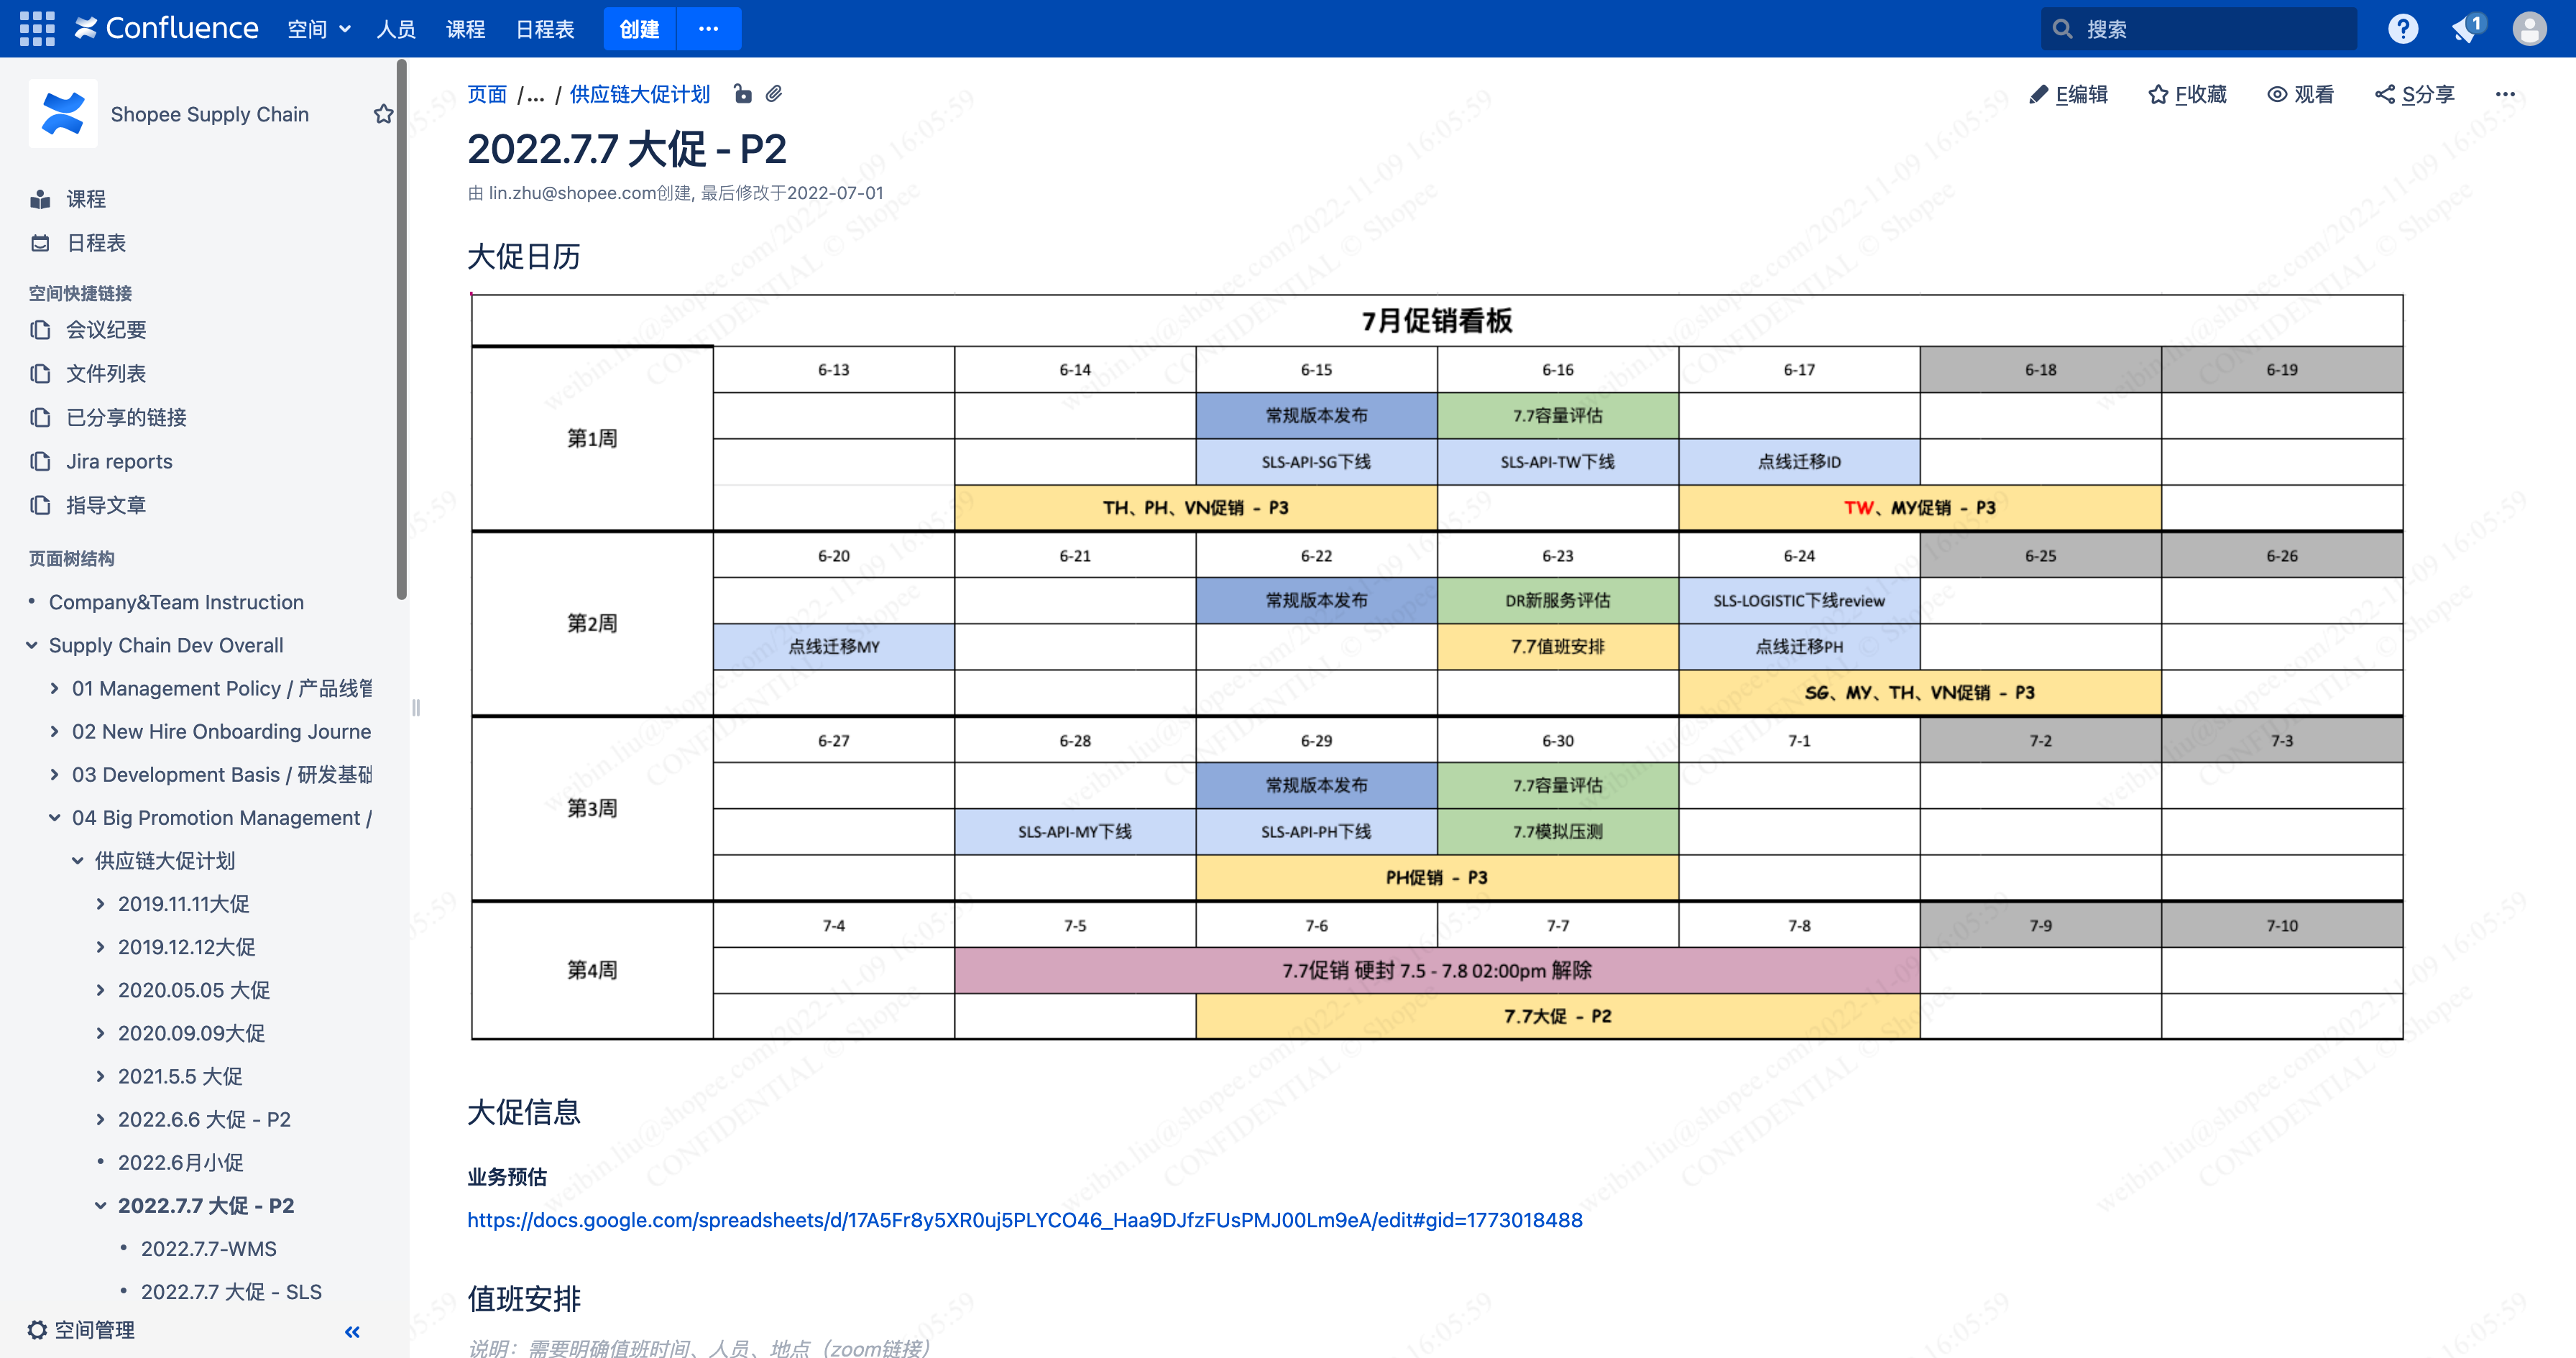 Confluence 空间 人员 课程 日程表 创建 ··· 搜索 1
Shopee Supply Chain
课程
日程表
空间快捷链接
会议纪要
文件列表
已分享的链接
Jira reports
指导文章
页面树结构
• Company&Team Instruction
Supply Chain Dev Overall
01 Management Policy / 产品线管
02 New Hire Onboarding Journe
03 Development Basis / 研发基础
04 Big Promotion Management /
供应链大促计划
2019.11.11大促
2019.12.12大促
2020.05.05 大促
2020.09.09大促
2021.5.5 大促
2022.6.6 大促 - P2
• 2022.6月小促
2022.7.7 大促 - P2
• 2022.7.7-WMS
• 2022.7.7 大促 - SLS
空间管理 «
页面 /... / 供应链大促计划
E编辑 F收藏 观看 S分享 ···
2022.7.7 大促 - P2
由 lin.zhu@shopee.com创建, 最后修改于2022-07-01
大促日历
7月促销看板
第1周 6-13 6-14 6-15 6-16 6-17 6-18 6-19
常规版本发布 7.7容量评估
SLS-API-SG下线 SLS-API-TW下线 点线迁移ID
TH、PH、VN促销 - P3 TW、MY促销 - P3
第2周 6-20 6-21 6-22 6-23 6-24 6-25 6-26
常规版本发布 DR新服务评估 SLS-LOGISTIC下线review
点线迁移MY 7.7值班安排 点线迁移PH
SG、MY、TH、VN促销 - P3
第3周 6-27 6-28 6-29 6-30 7-1 7-2 7-3
常规版本发布 7.7容量评估
SLS-API-MY下线 SLS-API-PH下线 7.7模拟压测
PH促销 - P3
第4周 7-4 7-5 7-6 7-7 7-8 7-9 7-10
7.7促销 硬封 7.5 - 7.8 02:00pm 解除
7.7大促 - P2
大促信息
业务预估
https://docs.google.com/spreadsheets/d/17A5Fr8y5XR0uj5PLYCO46_Haa9DJfzFUsPMJ00Lm9eA/edit#gid=1773018488
值班安排
说明：需要明确值班时间、人员、地点（zoom链接）
weibin.liu@shopee.com/2022-11-09 16:05:59
CONFIDENTIAL © Shopee